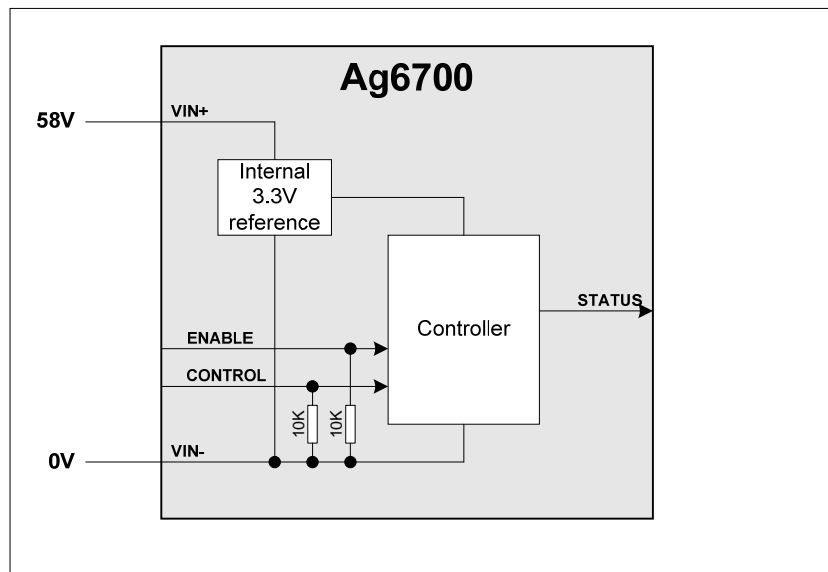 Ag6700
VIN+
58V
Internal
3.3V
reference
STATUS
Controller
ENABLE
CONTROL
10K
10K
VIN-
0V